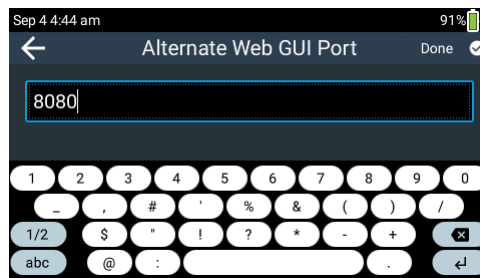 Sep 4 4:44 am 91%
Alternate Web GUI Port Done
8080
1 2 3 4 5 6 7 8 9 0
_ , # ' % & ( ) /
1/2 $ " ! ? * - +
abc @ : .